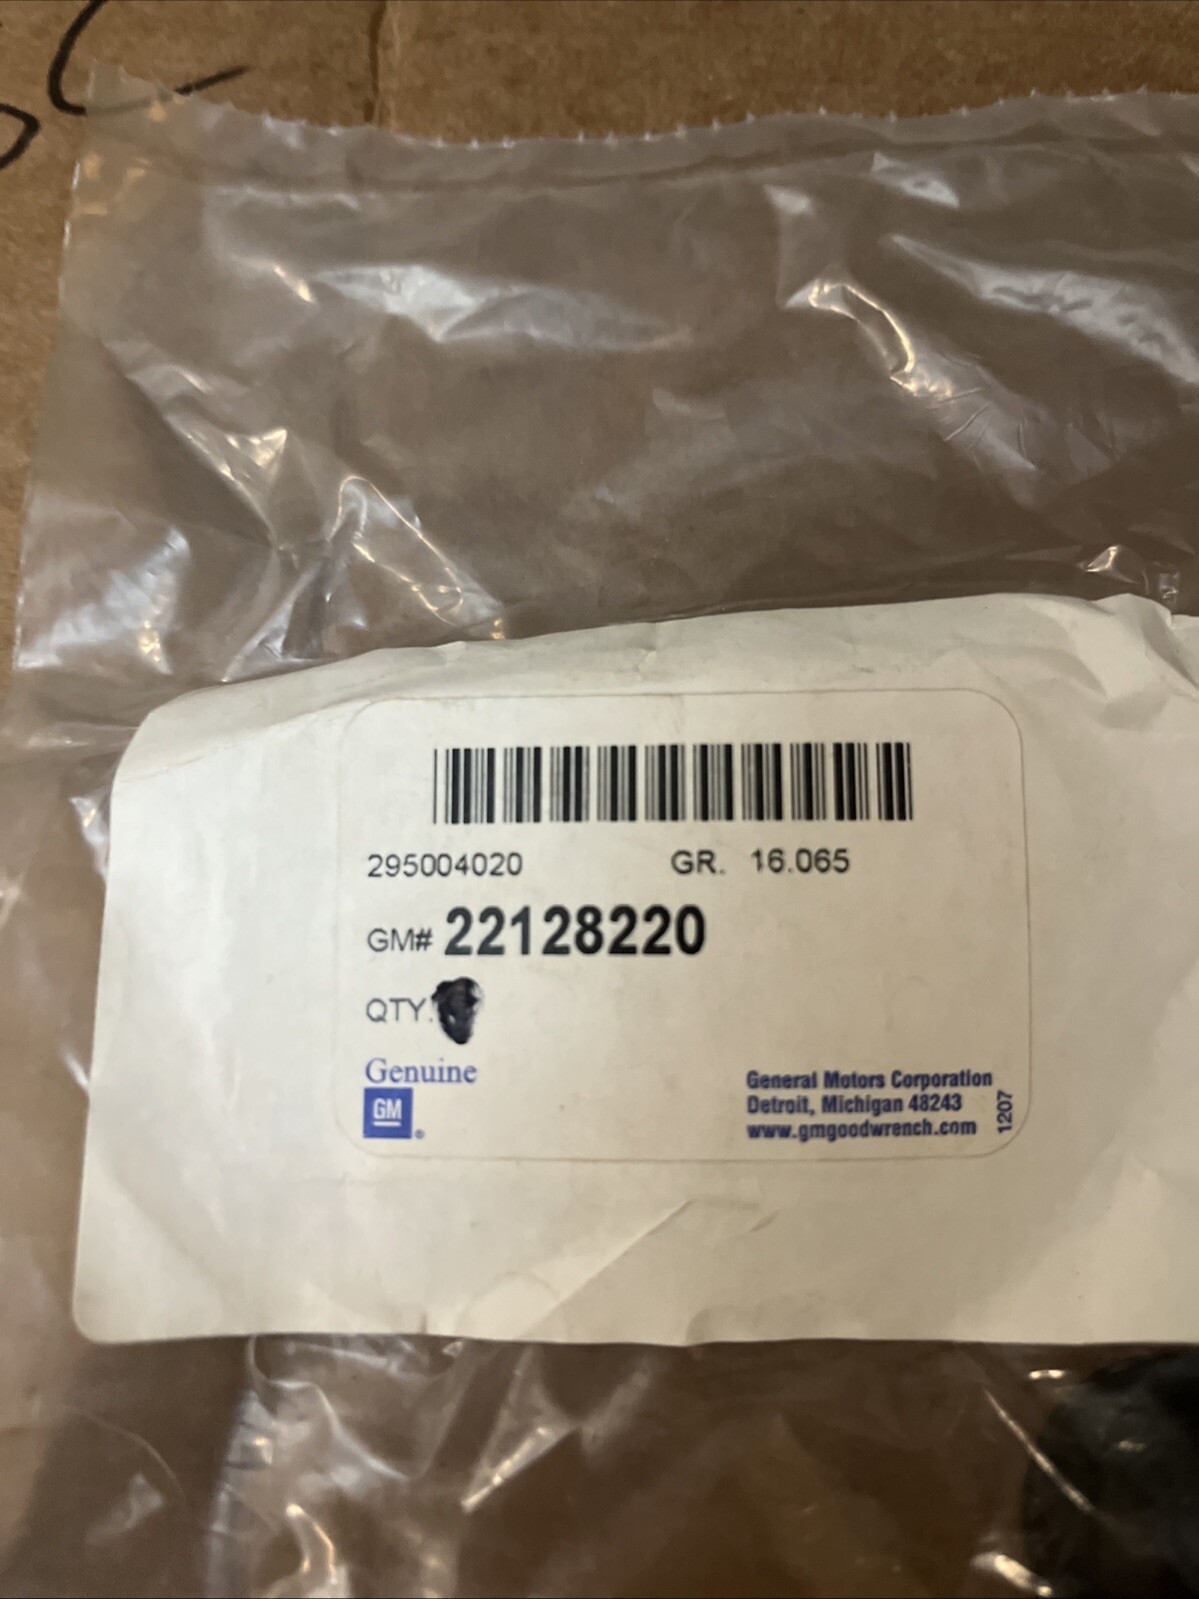 295004020 GR. 16.065
GM# 22128220
QTY.
Genuine
GM
General Motors Corporation
Detroit, Michigan 48243
www.gmgoodwrench.com
1207